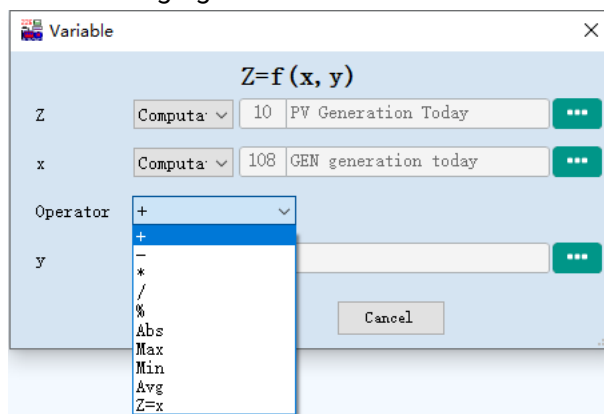 Variable
Z=f(x, y)
Z Computa 10 PV Generation Today
x Computa 108 GEN generation today
Operator +
+
-
y
*
/
%
Cancel
Abs
Max
Min
Avg
Z=x